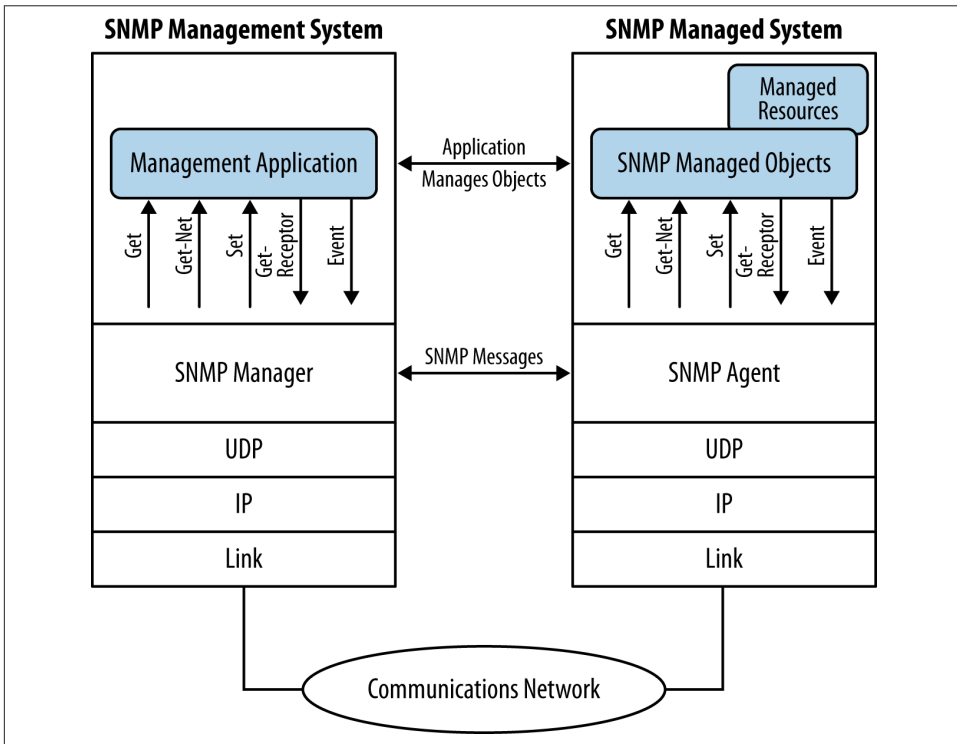 SNMP Management System
SNMP Managed System
Managed
Resources
Management Application
Application
Manages Objects
SNMP Managed Objects
Get
Get-Net
Set
Get-
Receptor
Event
Get
Get-Net
Set
Get-
Receptor
Event
SNMP Manager
SNMP Messages
SNMP Agent
UDP
UDP
IP
IP
Link
Link
Communications Network